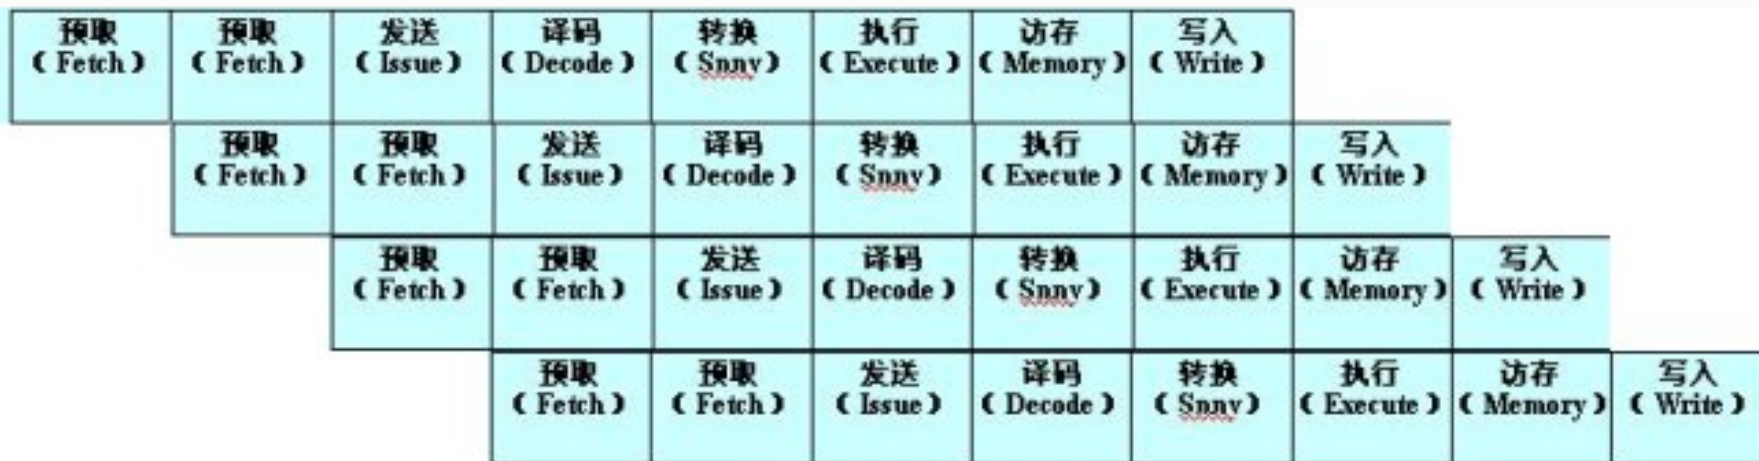 预取 预取 发送 译码 转换 执行 访存 写入
(Fetch) (Fetch) (Issue) (Decode) (Snny) (Execute) (Memory) (Write)
预取 预取 发送 译码 转换 执行 访存 写入
(Fetch) (Fetch) (Issue) (Decode) (Snny) (Execute) (Memory) (Write)
预取 预取 发送 译码 转换 执行 访存 写入
(Fetch) (Fetch) (Issue) (Decode) (Snny) (Execute) (Memory) (Write)
预取 预取 发送 译码 转换 执行 访存 写入
(Fetch) (Fetch) (Issue) (Decode) (Snny) (Execute) (Memory) (Write)